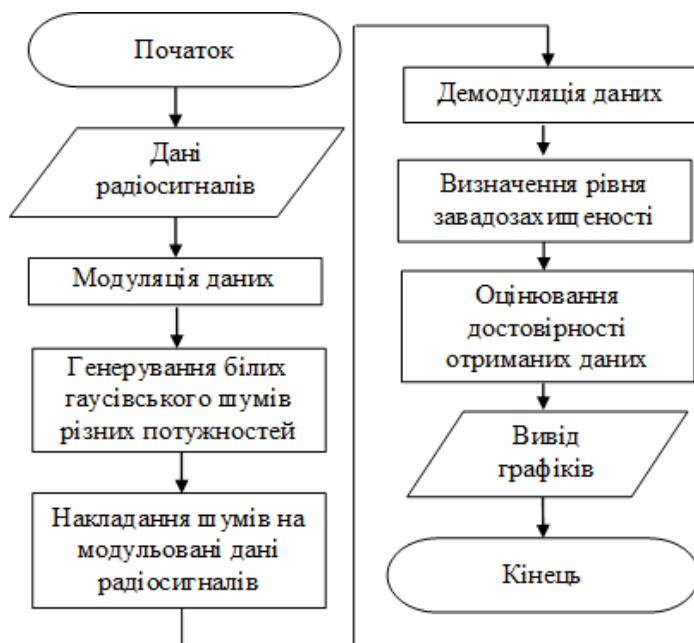 Початок
Дані
радіосигналів
Модуляція даних
Генерування білих
гаусівського шумів
різних потужностей
Накладання шумів на
модульовані дані
радіосигналів
Демодуляція даних
Визначення рівня
завадозахищеності
Оцінювання
достовірності
отриманих даних
Вивід
графіків
Кінець